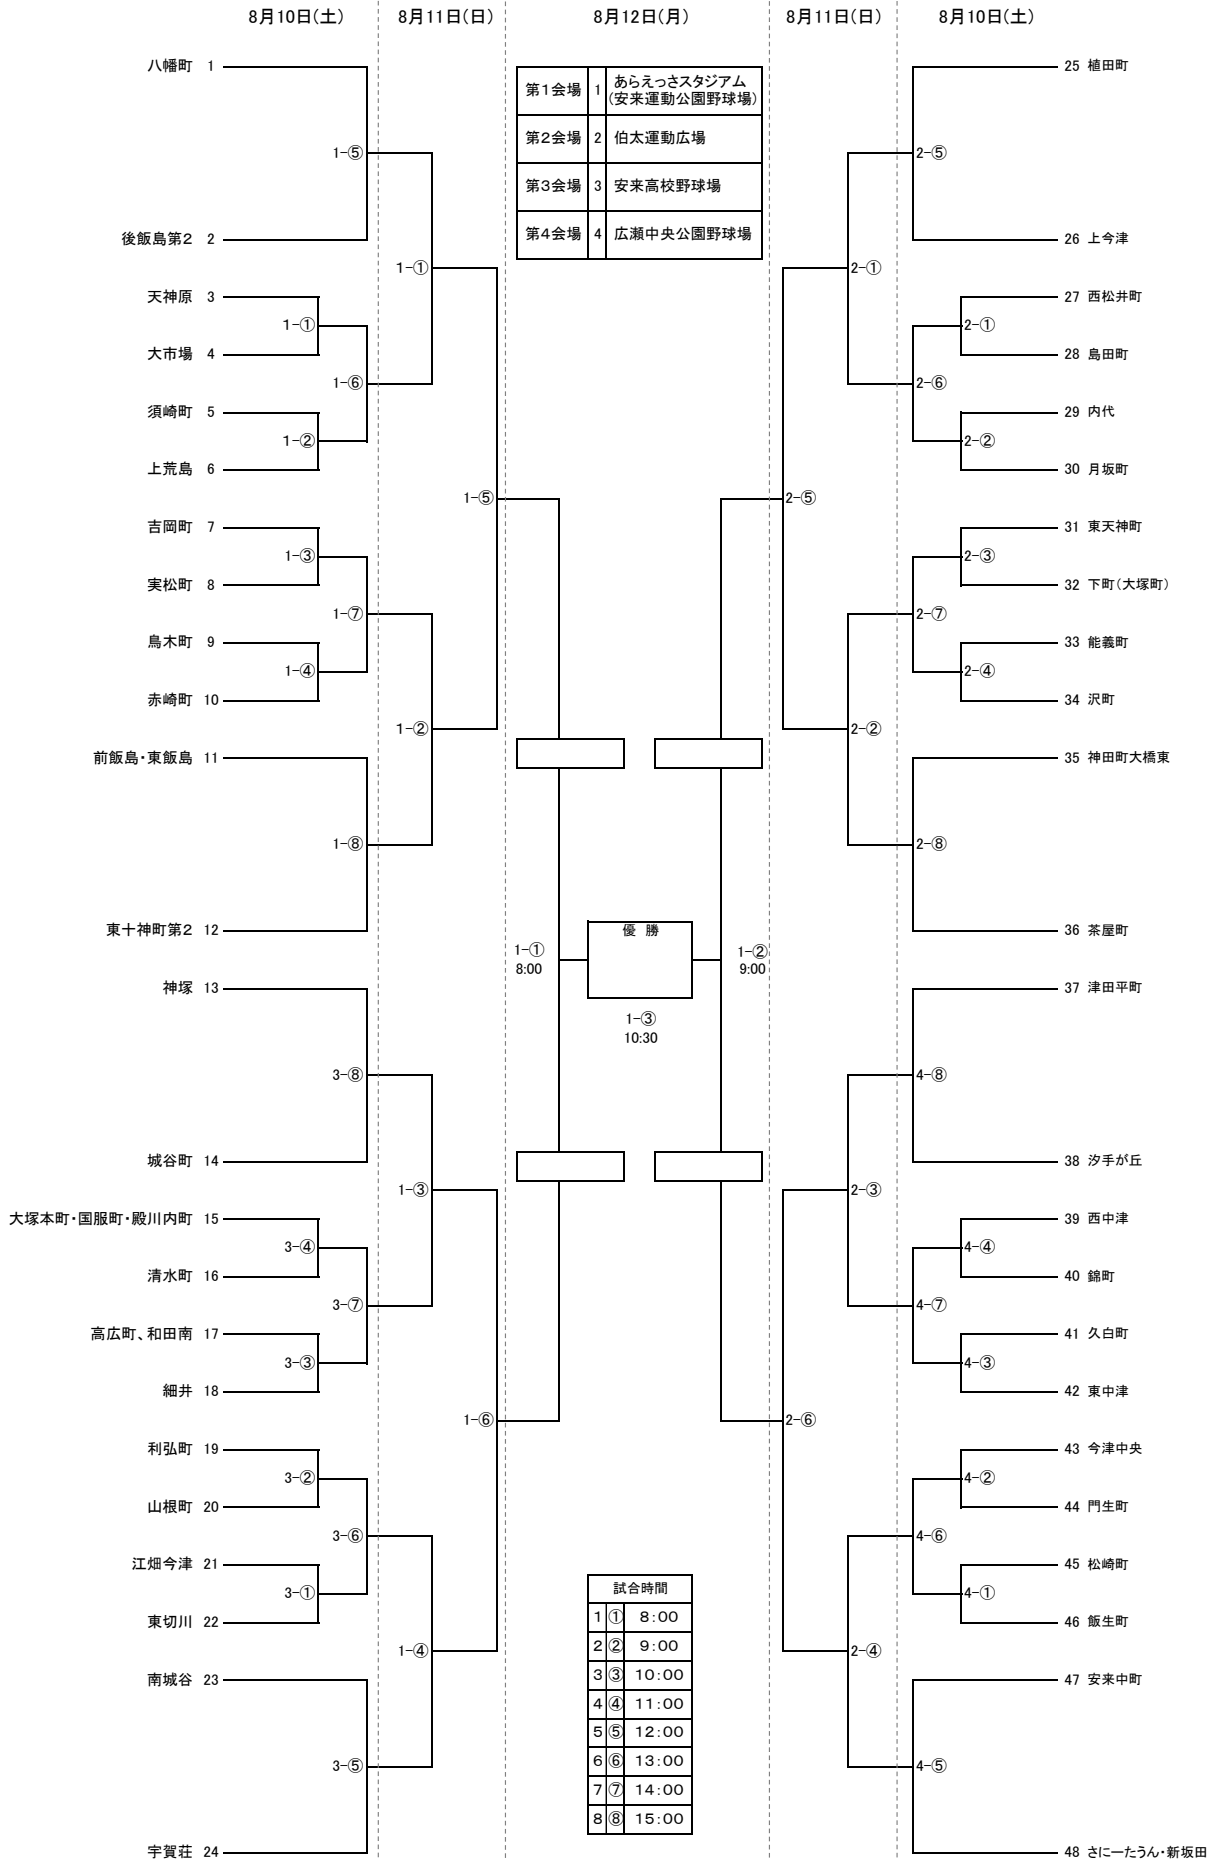 8月10日(土) 8月11日(日) 8月12日(月) 8月11日(日) 8月10日(土)
第1会場 1 あらえっさスタジアム
(安来運動公園野球場)
第2会場 2 伯太運動広場
第3会場 3 安来高校野球場
第4会場 4 広瀬中央公園野球場
八幡町 1
1-⑤
後飯島第2 2
1-①
天神原 3
1-①
大市場 4
1-⑥
須崎町 5
1-②
上荒島 6
1-⑤
吉岡町 7
1-③
実松町 8
1-⑦
鳥木町 9
1-④
赤崎町 10
1-②
前飯島・東飯島 11
1-⑧
東十神町第2 12
神塚 13
3-⑧
城谷町 14
1-③
大塚本町・国服町・殿川内町 15
3-④
清水町 16
3-⑦
高広町、和田南 17
3-③
細井 18
1-⑥
利弘町 19
3-②
山根町 20
3-⑥
江畑今津 21
3-①
東切川 22
1-④
南城谷 23
3-⑤
宇賀荘 24
優 勝
1-①
8:00
1-②
9:00
1-③
10:30
試合時間
1 ① 8:00
2 ② 9:00
3 ③ 10:00
4 ④ 11:00
5 ⑤ 12:00
6 ⑥ 13:00
7 ⑦ 14:00
8 ⑧ 15:00
25 植田町
2-⑤
26 上今津
2-①
27 西松井町
2-①
28 島田町
2-⑥
29 内代
2-②
30 月坂町
2-⑤
31 東天神町
2-③
32 下町(大塚町)
2-⑦
33 能義町
2-④
34 沢町
2-②
35 神田町大橋東
2-⑧
36 茶屋町
37 津田平町
4-⑧
38 汐手が丘
2-③
39 西中津
4-④
40 錦町
4-⑦
41 久白町
4-③
42 東中津
2-⑥
43 今津中央
4-②
44 門生町
4-⑥
45 松崎町
4-①
46 飯生町
2-④
47 安来中町
4-⑤
48 さにーたうん・新坂田